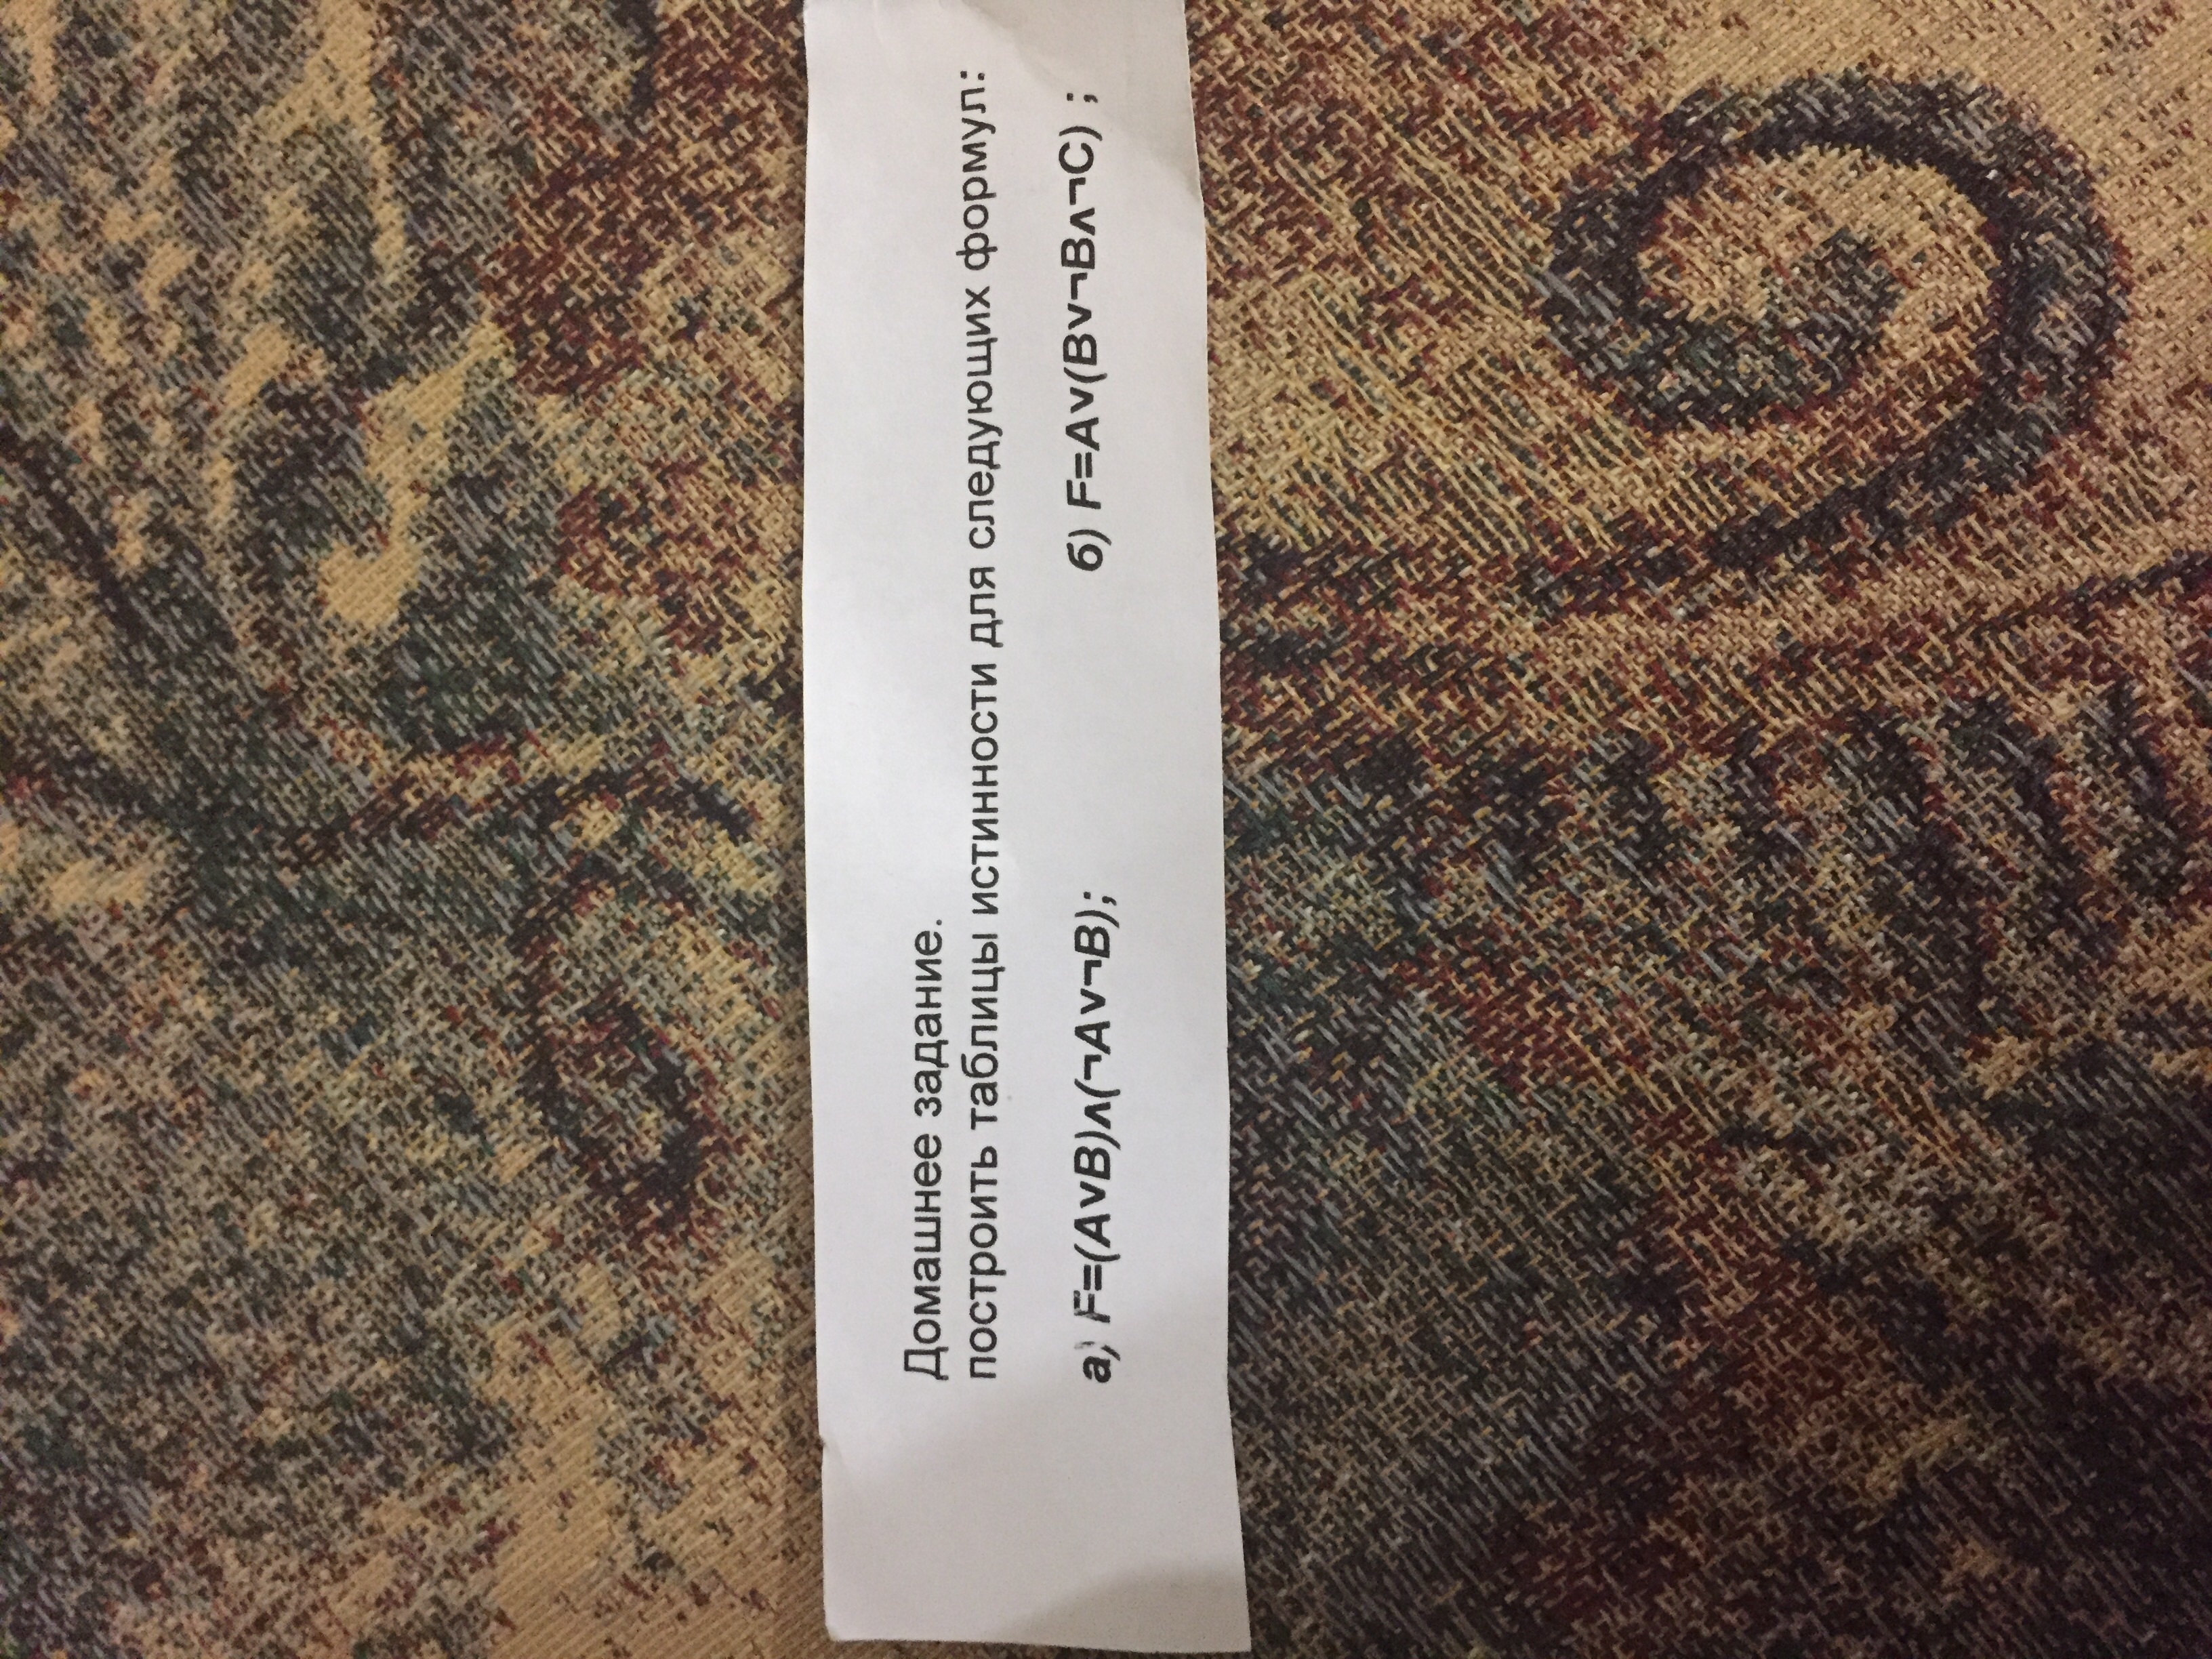 Домашнее задание.
построить таблицы истинности для следующих формул:
а) F=(AvB)ʌ(¬Av¬B); б) F=Av(Bv¬Bʌ¬C) ;